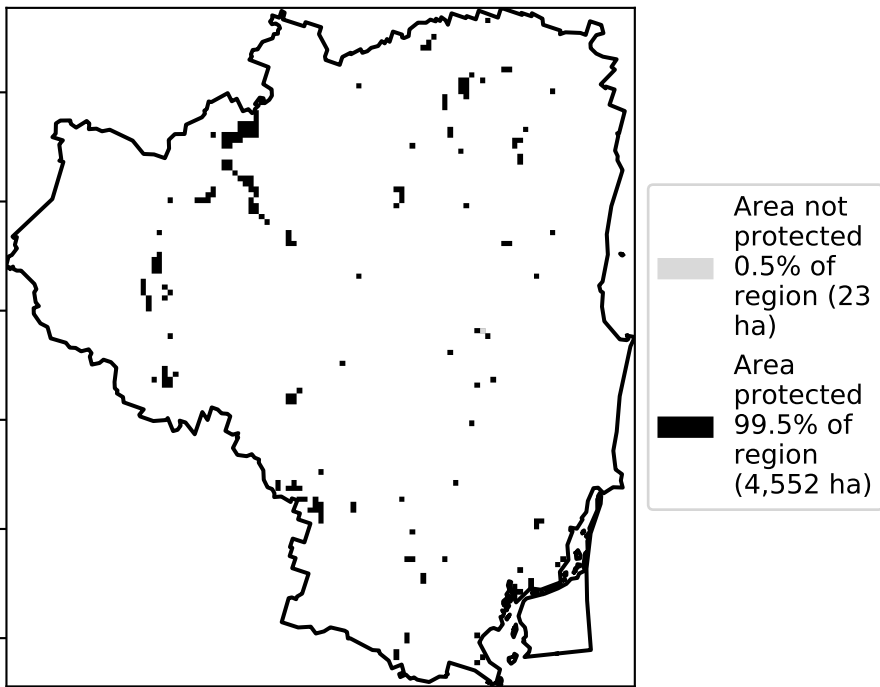 Area not
protected
0.5% of
region (23
ha)
Area
protected
99.5% of
region
(4,552 ha)